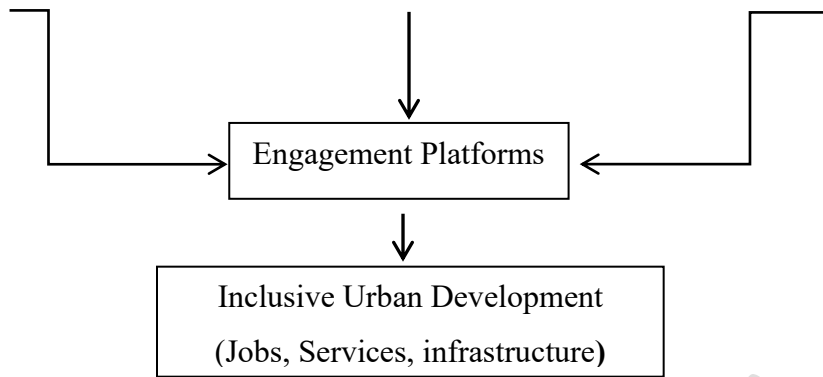 Engagement Platforms
Inclusive Urban Development
(Jobs, Services, infrastructure)